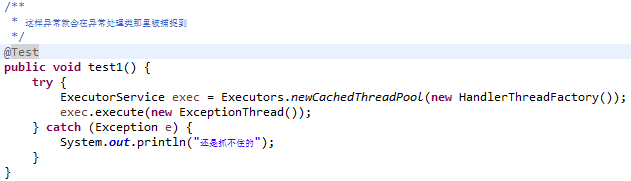 /**
 * 这样异常就会在异常处理类那里被捕捉到
 */
@Test
public void test1() {
    try {
        ExecutorService exec = Executors.newCachedThreadPool(new HandlerThreadFactory());
        exec.execute(new ExceptionThread());
    } catch (Exception e) {
        System.out.println("还是抓不住的");
    }
}